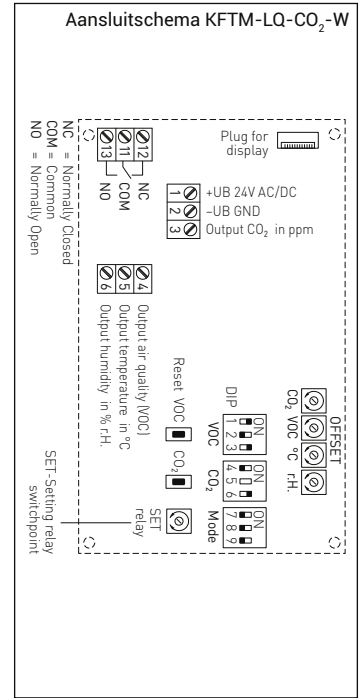 Aansluitschema KFTM-LQ-CO₂-W
Plug for
display
13 11 12
NO COM NC
NC = Normally Closed
COM = Common
NO = Normally Open
1 +UB 24V AC/DC
2 –UB GND
3 Output CO₂ in ppm
4 Output air quality (VOC)
5 Output temperature in °C
6 Output humidity in % r.H.
OFFSET
CO₂ VOC °C r.H.
DIP
ON
1 2 3
VOC
ON
4 5 6
CO₂
ON
7 8 9
Mode
Reset VOC CO₂
SET
relay
SET-Setting relay
switchpoint